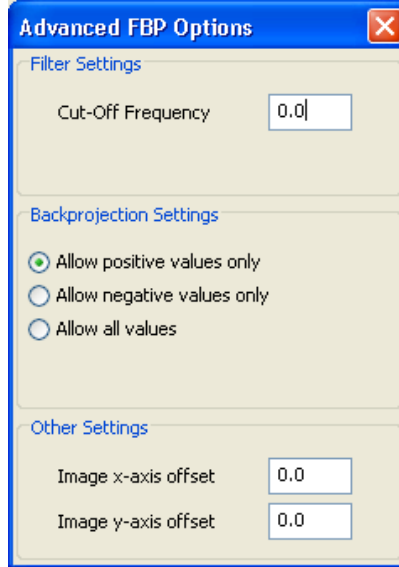 Advanced FBP Options
Filter Settings
Cut-Off Frequency 0.0
Backprojection Settings
Allow positive values only
Allow negative values only
Allow all values
Other Settings
Image x-axis offset 0.0
Image y-axis offset 0.0